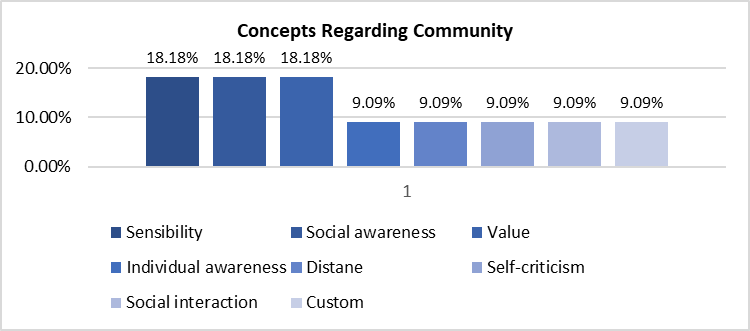 Concepts Regarding Community
18.18% 18.18% 18.18%
20.00%
9.09% 9.09% 9.09% 9.09% 9.09%
10.00%
0.00%
1
Sensibility Social awareness Value
Individual awareness Distane Self-criticism
Social interaction Custom